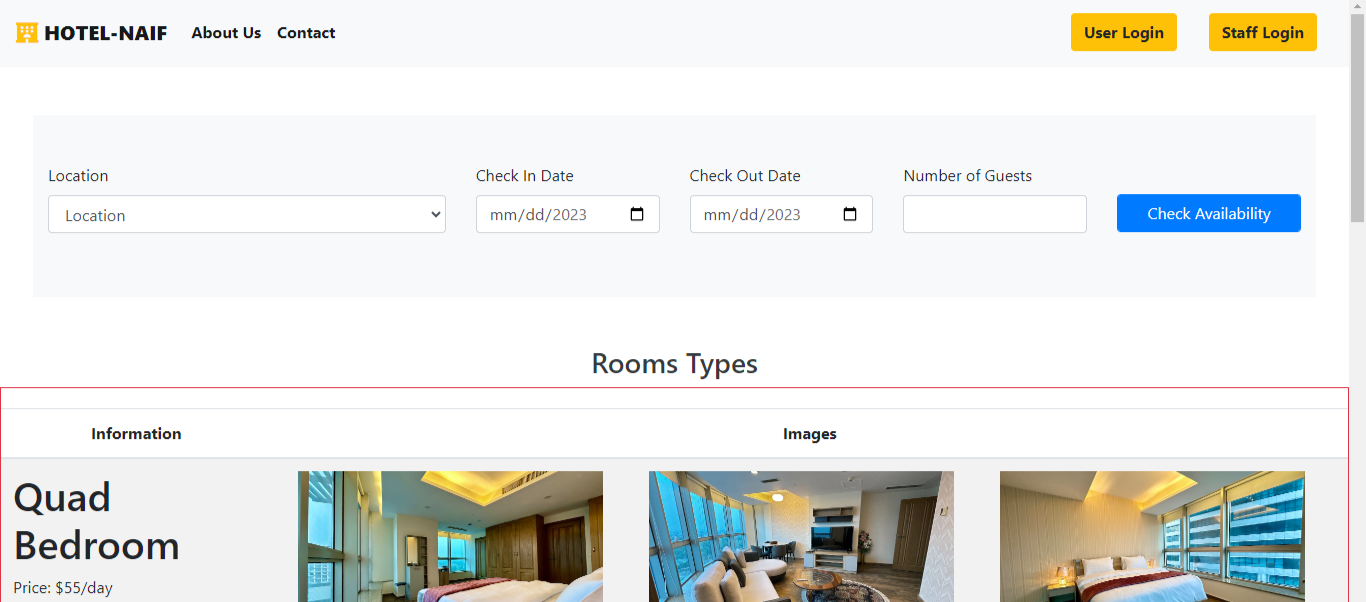 HOTEL-NAIF About Us Contact User Login Staff Login
Location Check In Date Check Out Date Number of Guests
Location mm/dd/2023 mm/dd/2023 Check Availability
Rooms Types
Information Images
Quad
Bedroom
Price: $55/day